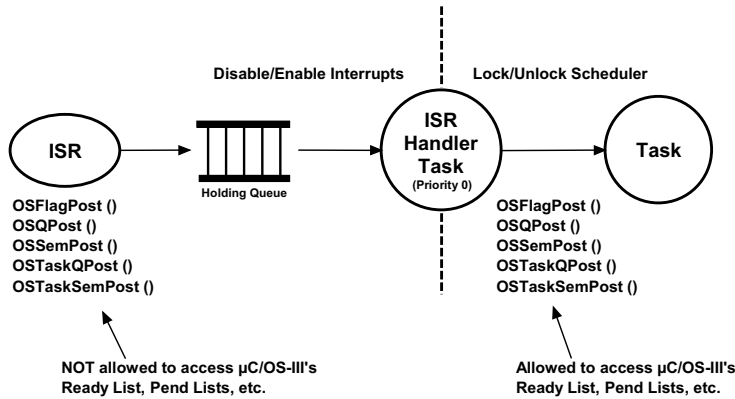 Disable/Enable Interrupts
Lock/Unlock Scheduler
ISR
Holding Queue
ISR
Handler
Task
(Priority 0)
Task
OSFlagPost ()
OSQPost ()
OSSemPost ()
OSTaskQPost ()
OSTaskSemPost ()
OSFlagPost ()
OSQPost ()
OSSemPost ()
OSTaskQPost ()
OSTaskSemPost ()
NOT allowed to access µC/OS-III's
Ready List, Pend Lists, etc.
Allowed to access µC/OS-III's
Ready List, Pend Lists, etc.